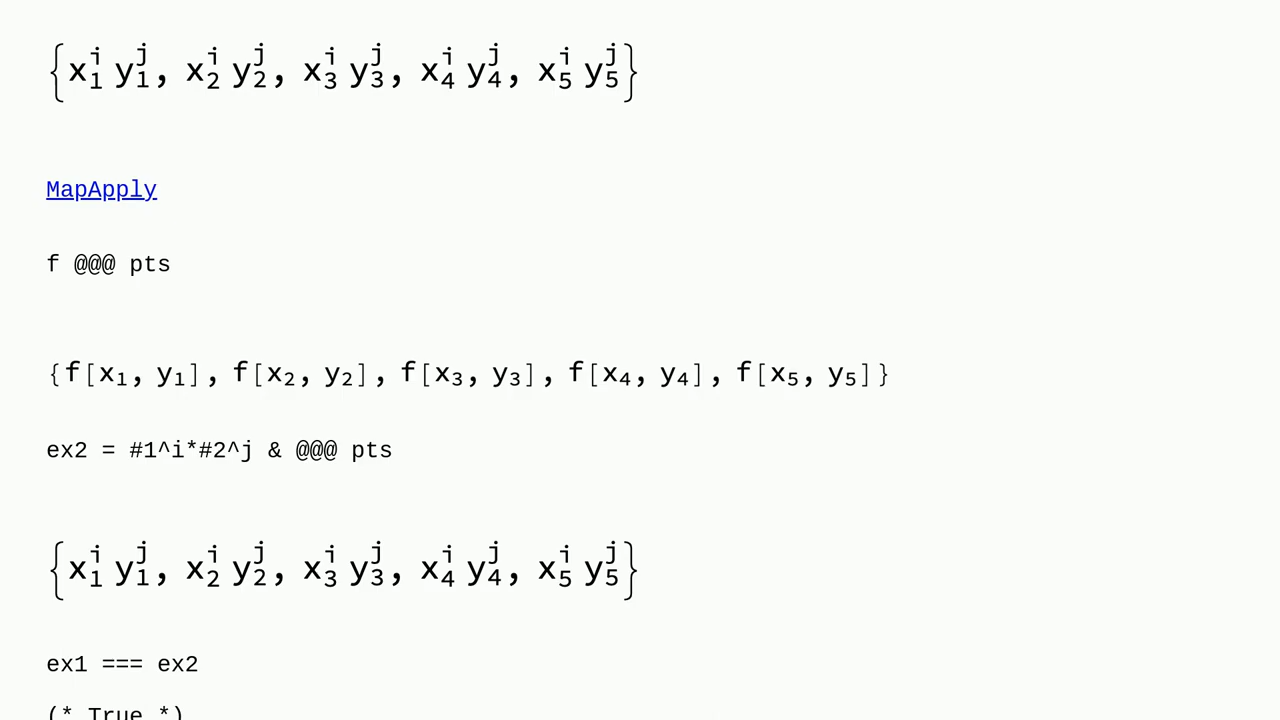 {x₁ⁱ y₁ʲ, x₂ⁱ y₂ʲ, x₃ⁱ y₃ʲ, x₄ⁱ y₄ʲ, x₅ⁱ y₅ʲ}
MapApply
f @@@ pts
{f[x₁, y₁], f[x₂, y₂], f[x₃, y₃], f[x₄, y₄], f[x₅, y₅]}
ex2 = #1^i*#2^j & @@@ pts
{x₁ⁱ y₁ʲ, x₂ⁱ y₂ʲ, x₃ⁱ y₃ʲ, x₄ⁱ y₄ʲ, x₅ⁱ y₅ʲ}
ex1 === ex2
(* True *)